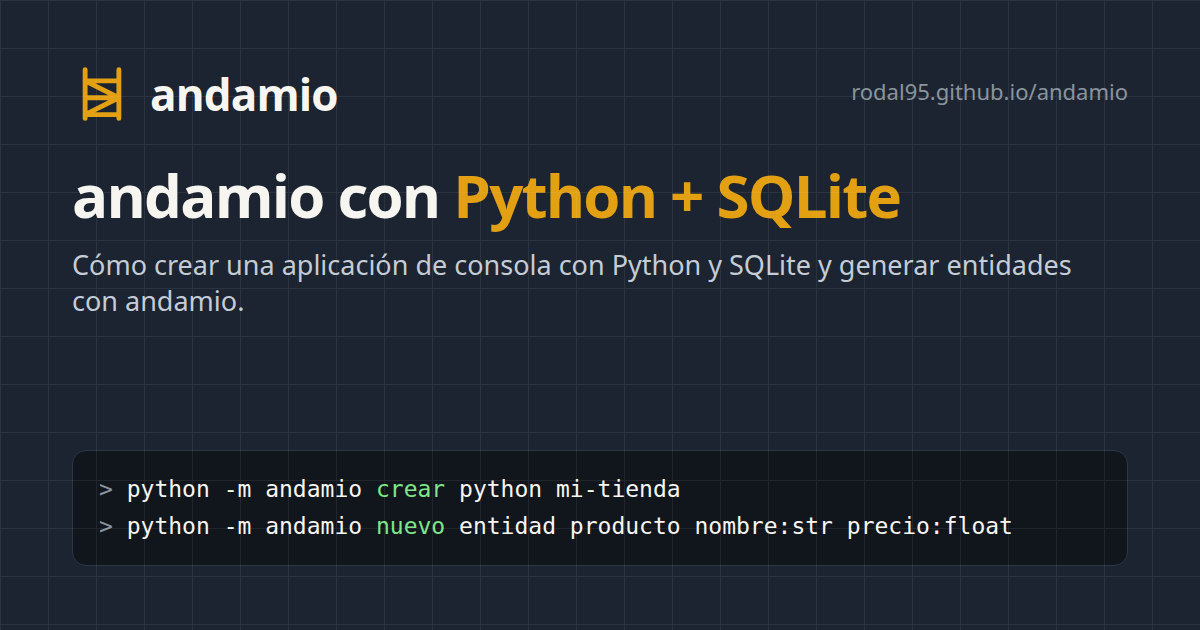 andamio
rodal95.github.io/andamio
andamio con Python + SQLite
Cómo crear una aplicación de consola con Python y SQLite y generar entidades
con andamio.
> python -m andamio crear python mi-tienda
> python -m andamio nuevo entidad producto nombre:str precio:float